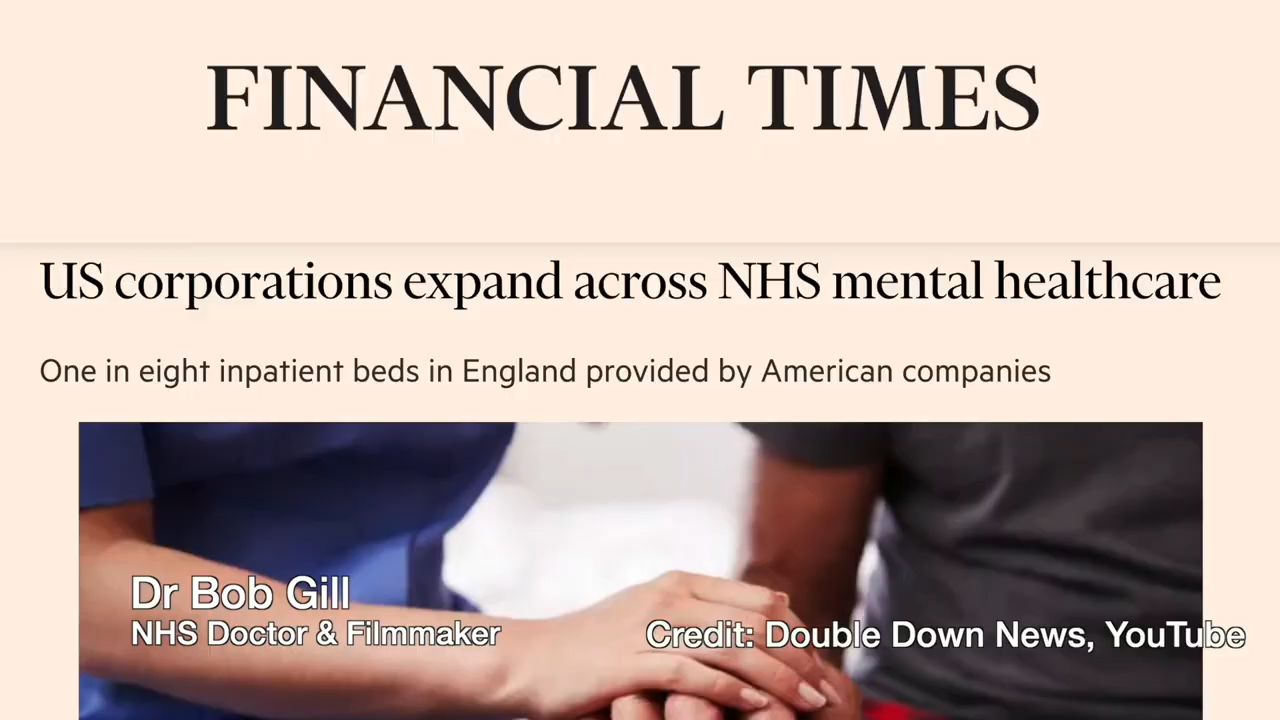 FINANCIAL TIMES
US corporations expand across NHS mental healthcare
One in eight inpatient beds in England provided by American companies
Dr Bob Gill
NHS Doctor & Filmmaker
Credit: Double Down News, YouTube